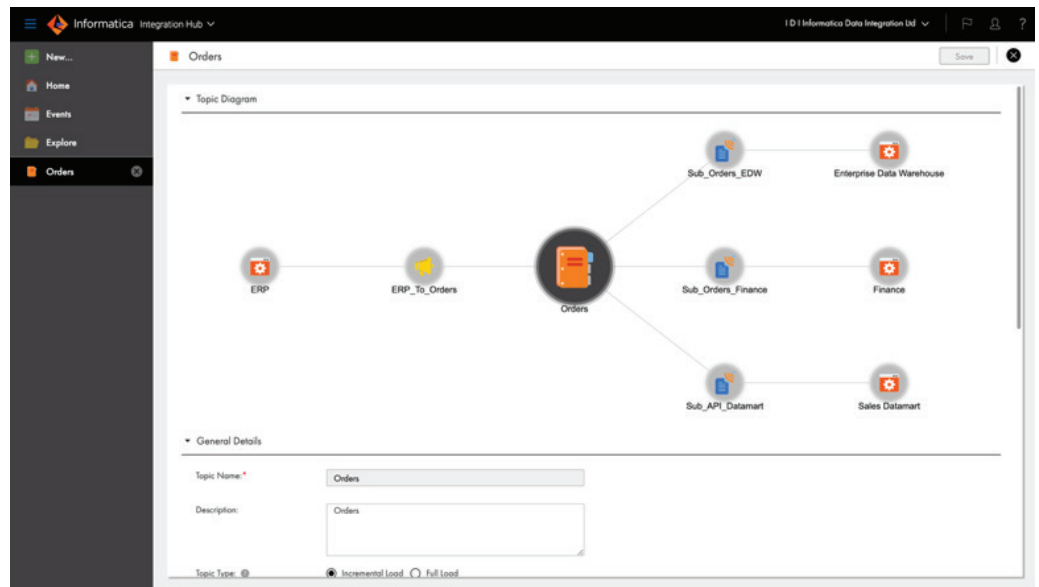 Informatica Integration Hub
I D I Informatica Data Integration Ltd
?
New...
Home
Events
Explore
Orders
Orders
Save
Topic Diagram
Sub_Orders_EDW
Enterprise Data Warehouse
ERP
ERP_To_Orders
Orders
Sub_Orders_Finance
Finance
Sub_API_Datamart
Sales Datamart
General Details
Topic Name:*
Orders
Description:
Orders
Topic Type:
Incremental Load
Full Load